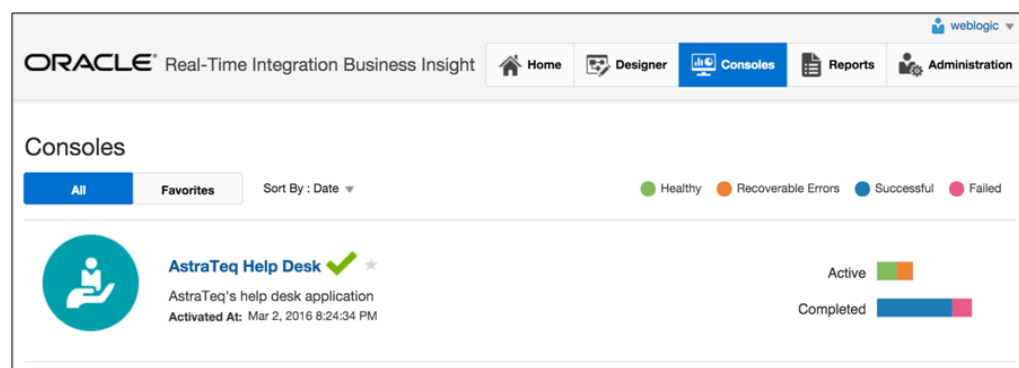 weblogic
ORACLE® Real-Time Integration Business Insight Home Designer Consoles Reports Administration
Consoles
All Favorites Sort By : Date Healthy Recoverable Errors Successful Failed
AstraTeq Help Desk
AstraTeq's help desk application
Activated At: Mar 2, 2016 8:24:34 PM
Active
Completed